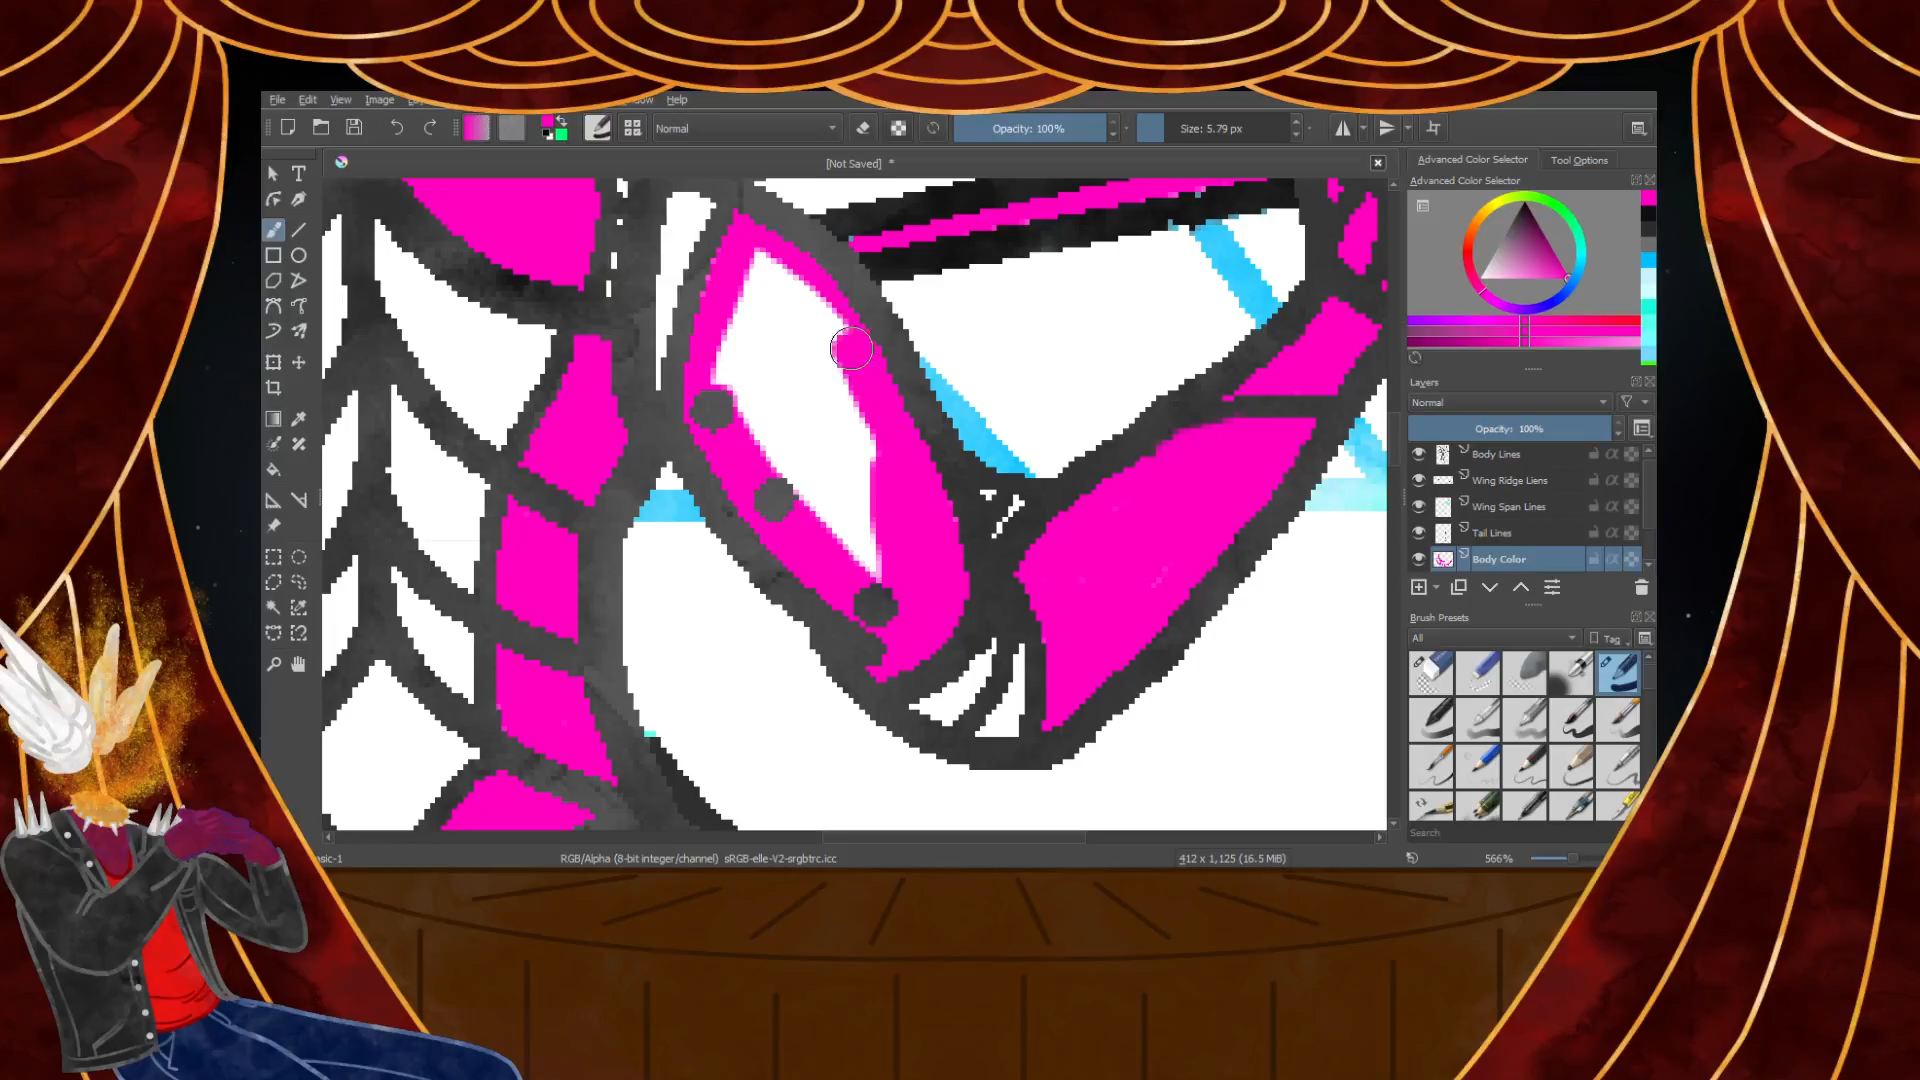 File Edit View Image Help
Normal Opacity: 100% Size: 5.79 px
[Not Saved] *
Advanced Color Selector Tool Options
Advanced Color Selector
Layers
Normal
Opacity: 100%
Body Lines
Wing Ridge Liens
Wing Span Lines
Tail Lines
Body Color
Brush Presets
All Tag
Search
RGB/Alpha (8-bit integer/channel) sRGB-elle-V2-srgbtrc.icc 412 x 1,125 (16.5 MiB) 566%